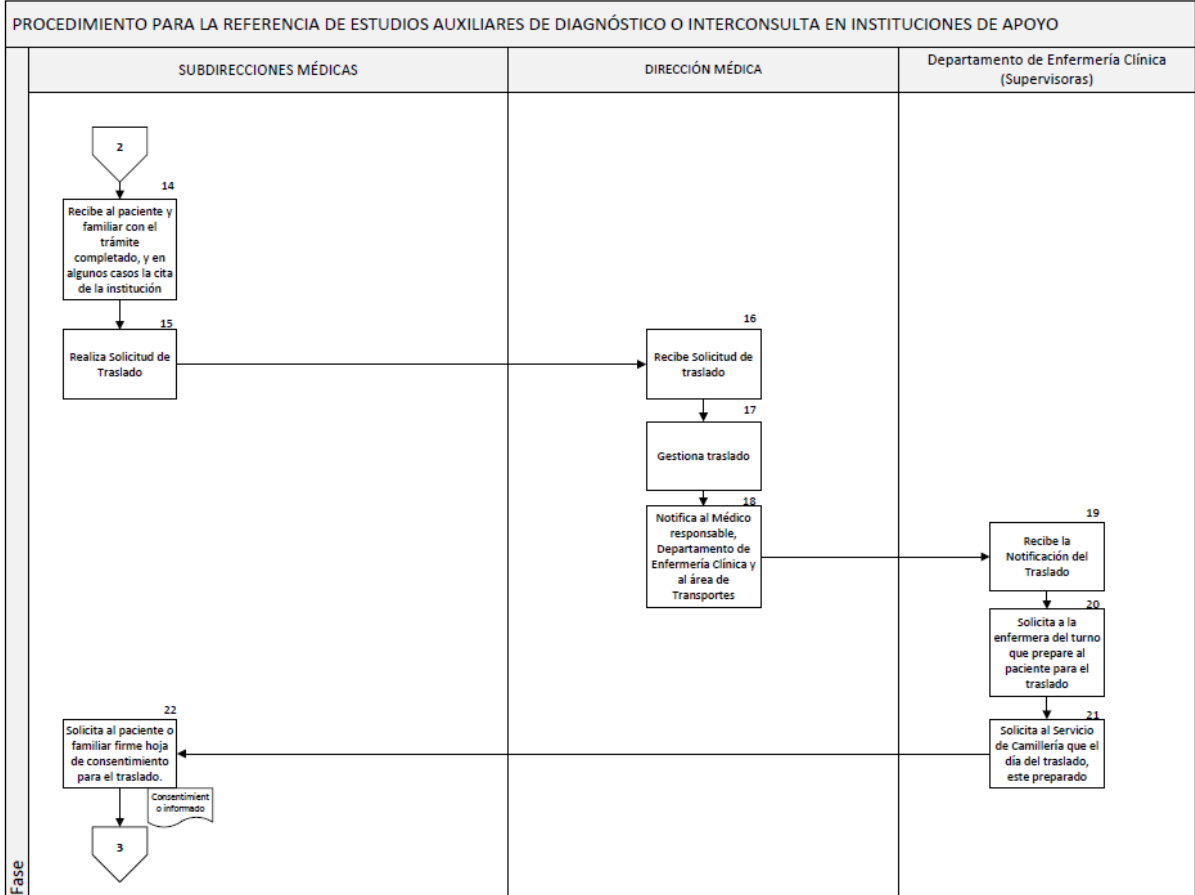 PROCEDIMIENTO PARA LA REFERENCIA DE ESTUDIOS AUXILIARES DE DIAGNÓSTICO O INTERCONSULTA EN INSTITUCIONES DE APOYO
SUBDIRECCIONES MÉDICAS
DIRECCIÓN MÉDICA
Departamento de Enfermería Clínica
(Supervisoras)
2
14
Recibe al paciente y
familiar con el
trámite
completado, y en
algunos casos la cita
de la institución
15
Realiza Solicitud de
Traslado
16
Recibe Solicitud de
traslado
17
Gestiona traslado
18
Notifica al Médico
responsable,
Departamento de
Enfermería Clínica y
al área de
Transportes
19
Recibe la
Notificación del
Traslado
20
Solicita a la
enfermera del turno
que prepare al
paciente para el
traslado
21
Solicita al Servicio
de Camillería que el
día del traslado,
este preparado
22
Solicita al paciente o
familiar firme hoja
de consentimiento
para el traslado.
Consentimient
o informado
3
Fase